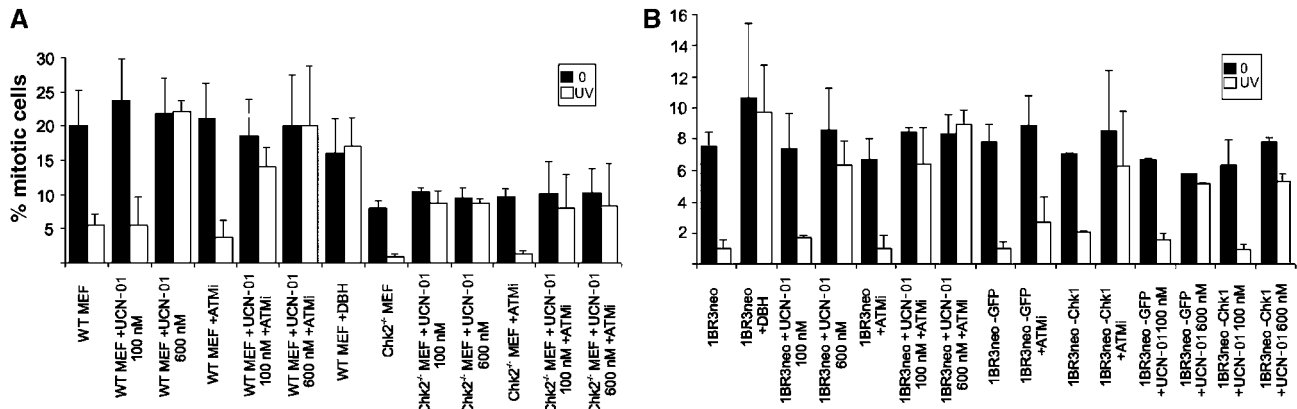 A
% mitotic cells
30
25
20
15
10
5
0
UV
WT MEF
WT MEF +UCN-01
100 nM
WT MEF + UCN-01
600 nM
WT MEF +ATMi
WT MEF + UCN-01
100 nM +ATMi
WT MEF + UCN-01
600 nM +ATMi
WT MEF +DBH
Chk2-/- MEF
Chk2-/- MEF + UCN-01
100 nM
Chk2-/- MEF + UCN-01
600 nM
Chk2-/- MEF +ATMi
Chk2-/- MEF + UCN-01
100 nM +ATMi
Chk2-/- MEF + UCN-01
600 nM +ATMi
B
16
14
12
10
8
6
4
2
0
UV
1BR3neo
1BR3neo
+DBH
1BR3neo + UCN-01
100 nM
1BR3neo + UCN-01
600 nM
1BR3neo
+ ATMi
1BR3neo + UCN-01
100 nM +ATMi
1BR3neo + UCN-01
600 nM +ATMi
1BR3neo -GFP
1BR3neo -GFP
+ATMi
1BR3neo -Chk1
1BR3neo -Chk1
+ ATMi
1BR3neo -GFP
+UCN-01 100 nM
1BR3neo -GFP
+ UCN-01 600 nM
1BR3neo -Chk1
+ UCN-01 100 nM
1BR3neo -Chk1
+UCN-01 600 nM